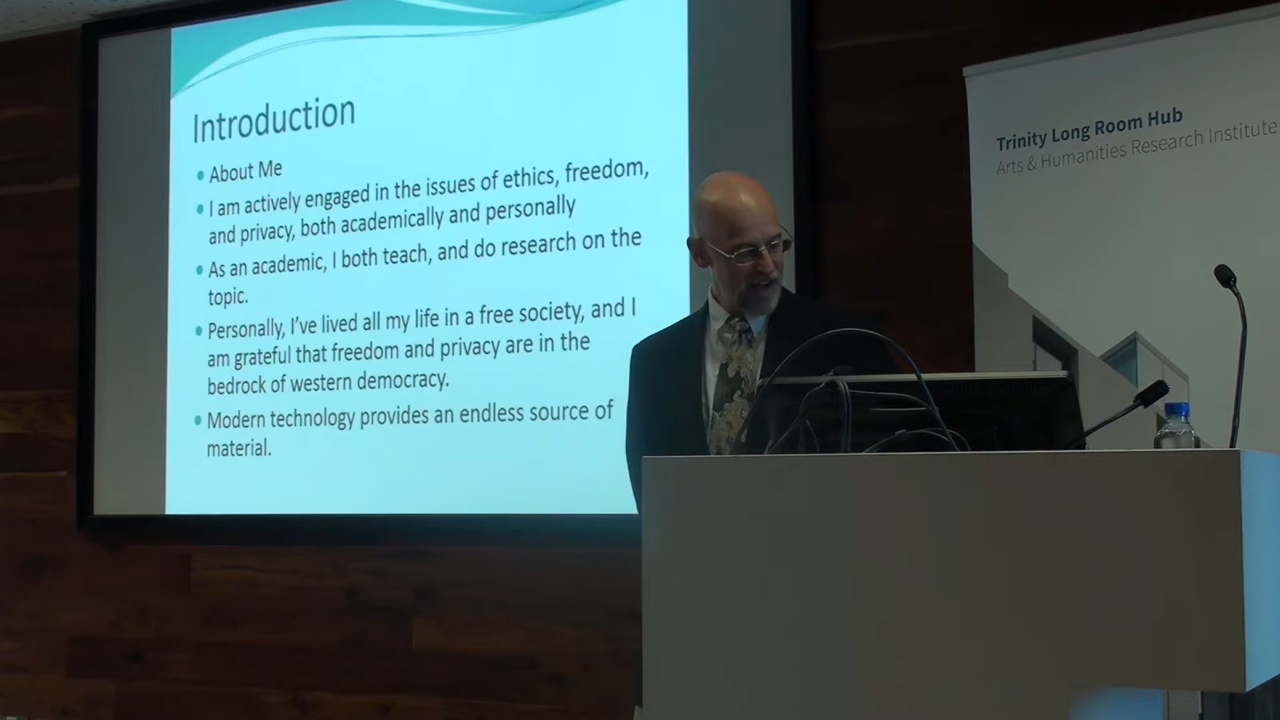 Introduction
• About Me
• I am actively engaged in the issues of ethics, freedom,
and privacy, both academically and personally
• As an academic, I both teach, and do research on the
topic.
• Personally, I've lived all my life in a free society, and I
am grateful that freedom and privacy are in the
bedrock of western democracy.
• Modern technology provides an endless source of
material.
Trinity Long Room Hub
Arts & Humanities Research Institute